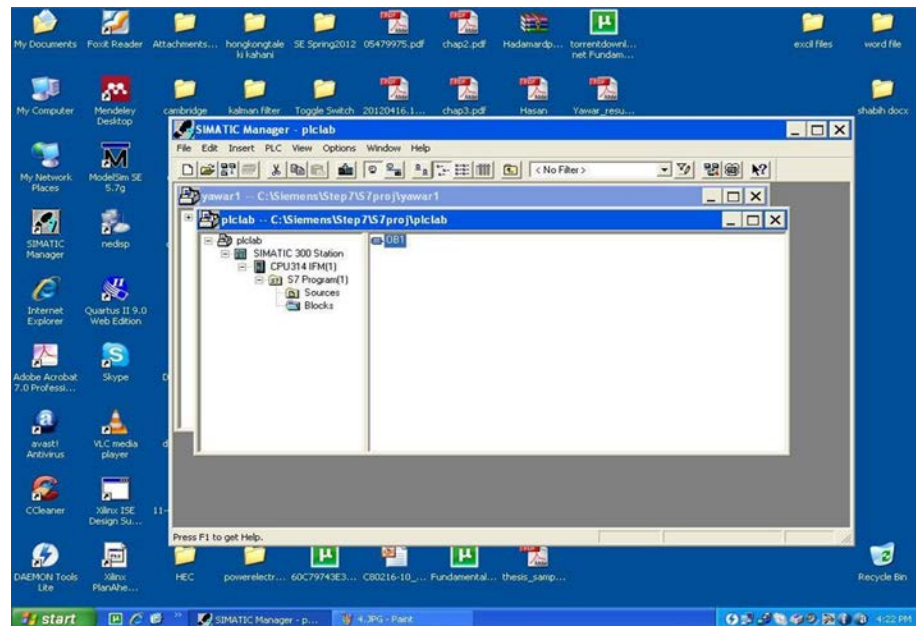 My Documents
Foxit Reader
Attachments...
hongkongtale ki kahani
SE Spring2012
05479975.pdf
chap2.pdf
Hadamardp...
torrentdownl... net Fundam...
excil files
word file
My Computer
Mendeley Desktop
cambridge
kalman filter
Toggle Switch
20120416.1...
chap3.pdf
Hasan
Yawar_resu...
shabih docx
SIMATIC Manager - plclab
File Edit Insert PLC View Options Window Help
< No Filter >
My Network Places
ModelSim SE 5.7g
yawar1 -- C:\Siemens\Step7\S7proj\yawar1
plclab -- C:\Siemens\Step7\S7proj\plclab
plclab
OB1
SIMATIC 300 Station
CPU314 IFM(1)
S7 Program(1)
Sources
Blocks
SIMATIC Manager
nedisp
Internet Explorer
Quartus II 9.0 Web Edition
Adobe Acrobat 7.0 Professi...
Skype
avast! Antivirus
VLC media player
CCleaner
Xilinx ISE Design Su...
11-
Press F1 to get Help.
DAEMON Tools Lite
Xilinx PlanAhe...
HEC
powerelectr...
60C79743E3...
C80216-10_...
Fundamental...
thesis_samp...
Recycle Bin
start
SIMATIC Manager - p...
4.JPG - Paint
4:22 PM